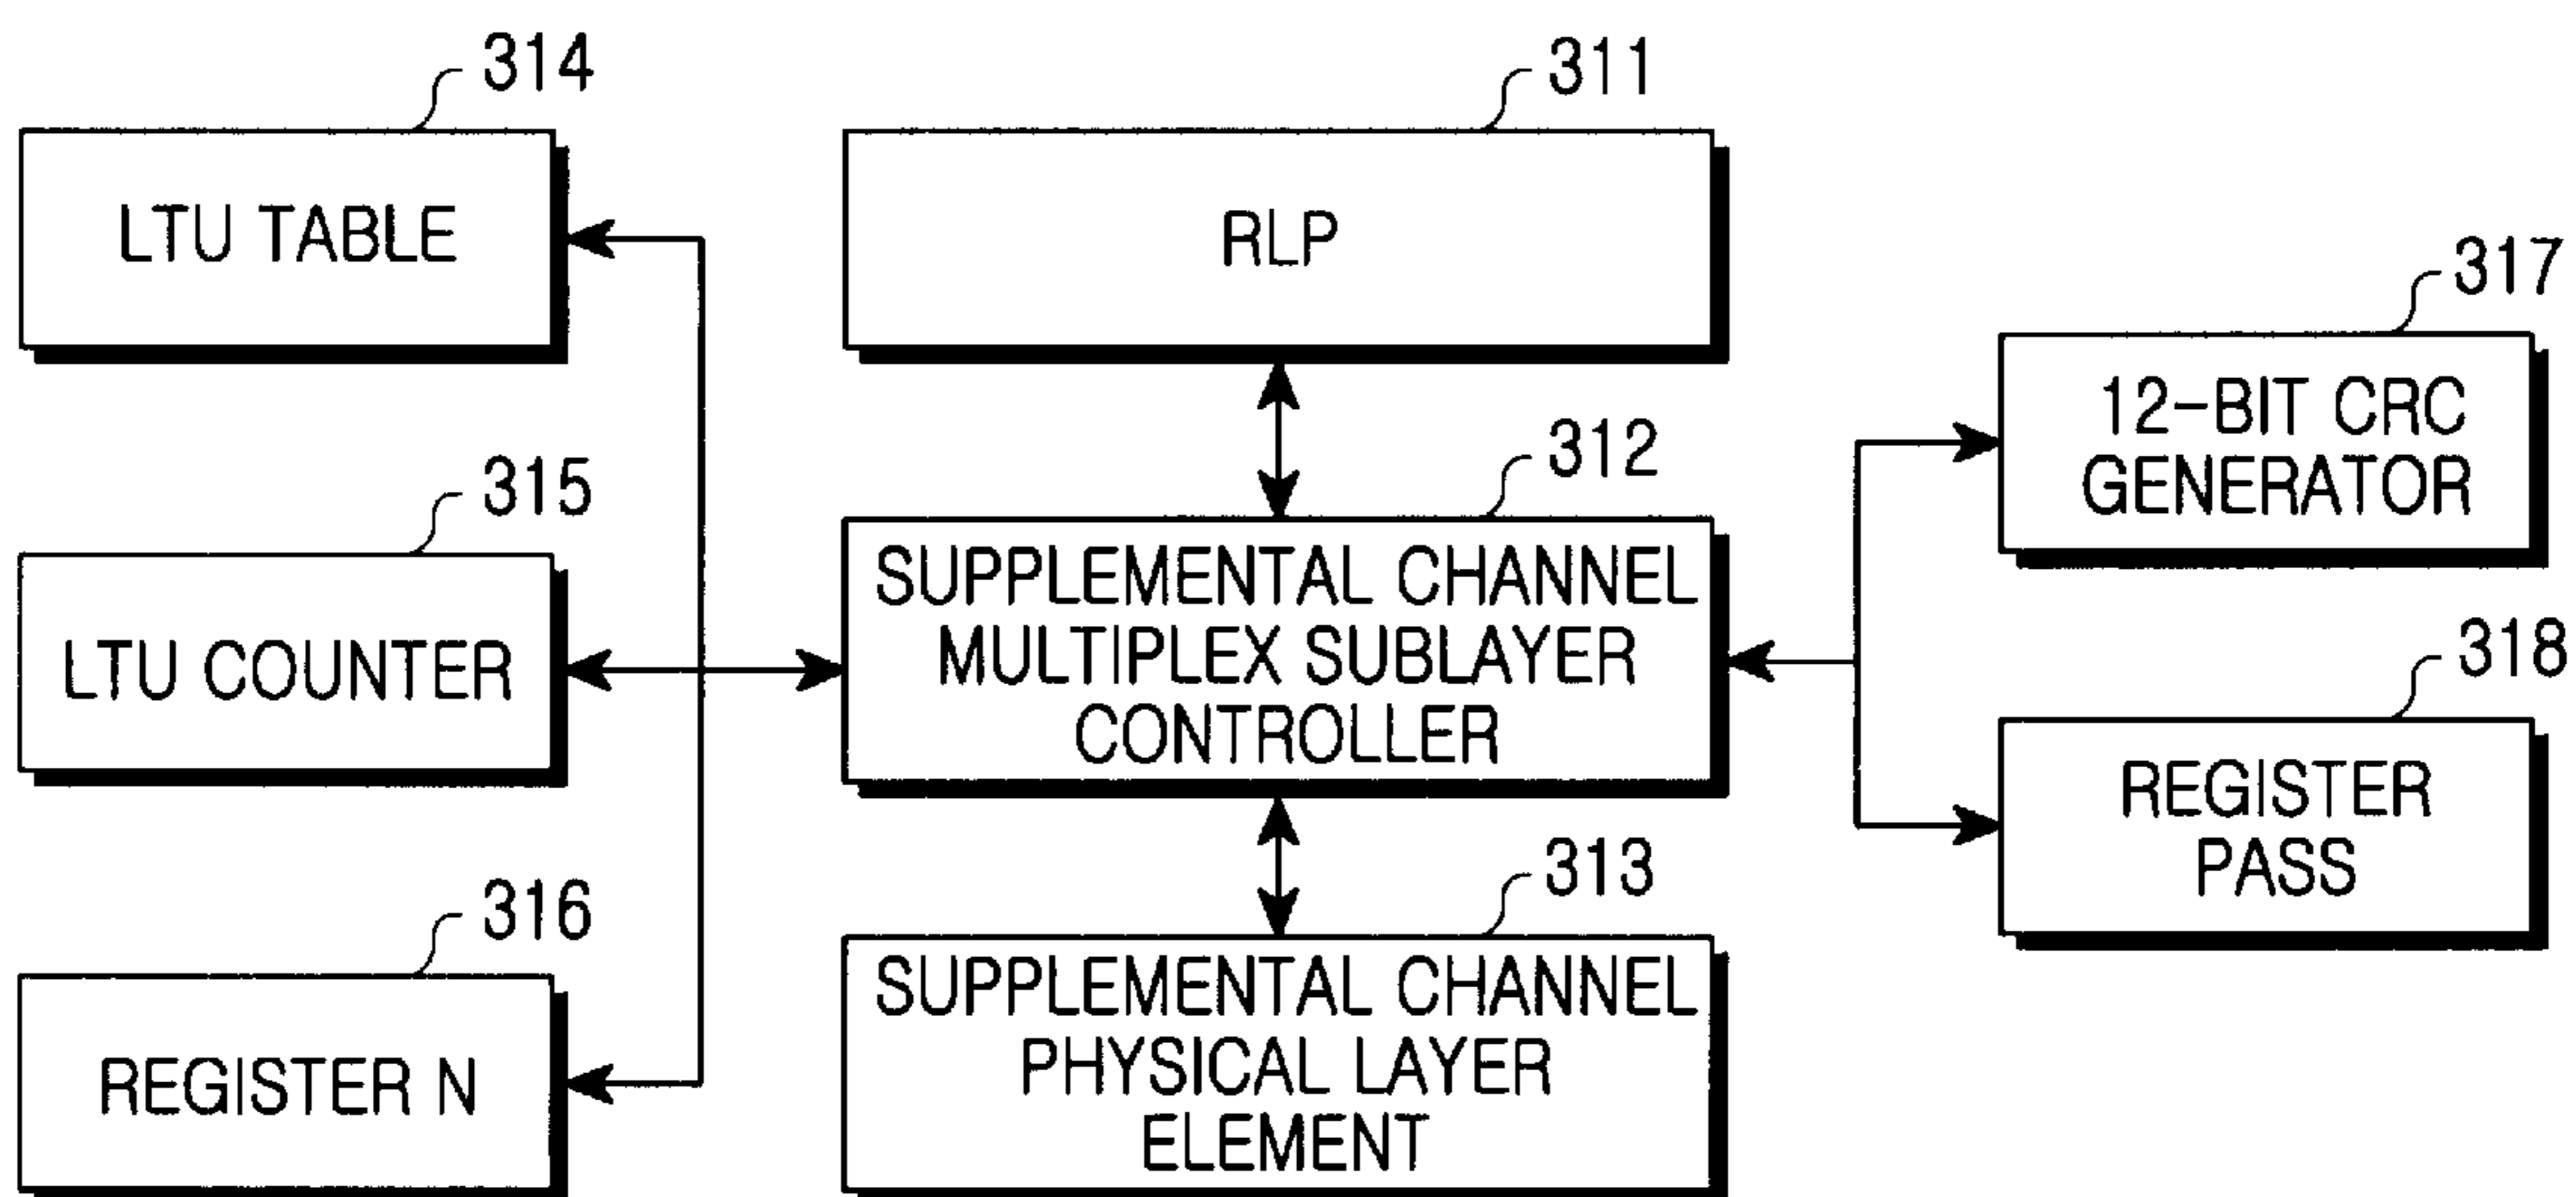 314
LTU TABLE
311
RLP
317
12-BIT CRC
GENERATOR
315
LTU COUNTER
312
SUPPLEMENTAL CHANNEL
MULTIPLEX SUBLAYER
CONTROLLER
318
REGISTER
PASS
316
REGISTER N
313
SUPPLEMENTAL CHANNEL
PHYSICAL LAYER
ELEMENT